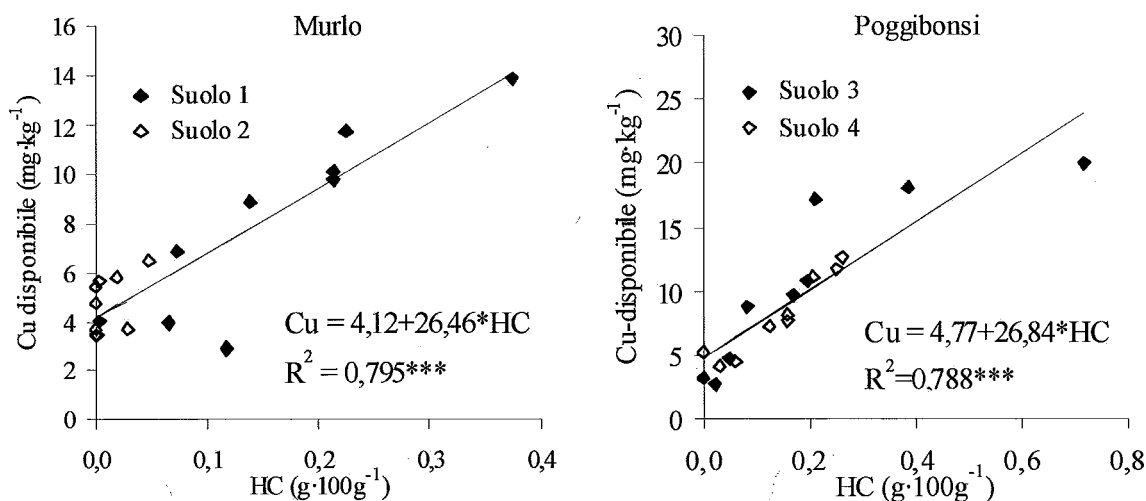 Murlo
16
14
12
10
8
6
4
2
0
Cu disponibile (mg·kg⁻¹)
Suolo 1
Suolo 2
Cu = 4,12+26,46*HC
R² = 0,795***
0,0 0,1 0,2 0,3 0,4
HC (g·100g⁻¹)
Poggibonsi
30
25
20
15
10
5
0
Cu-disponibile (mg·kg⁻¹)
Suolo 3
Suolo 4
Cu = 4,77+26,84*HC
R²=0,788***
0,0 0,2 0,4 0,6 0,8
HC (g·100g⁻¹)